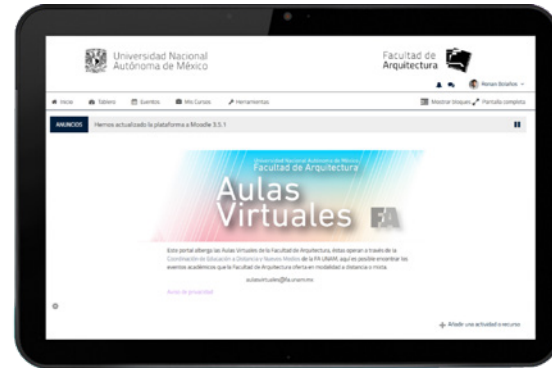 Universidad Nacional
Autónoma de México
Facultad de
Arquitectura
Ronan Bolaños
Inicio Tablero Eventos Mis Cursos Herramientas Mostrar bloques Pantalla completa
ANUNCIOS Hemos actualizado la plataforma a Moodle 3.5.1
Universidad Nacional Autónoma de México
Facultad de Arquitectura
Aulas
Virtuales FA
Este portal alberga las Aulas Virtuales de la Facultad de Arquitectura, éstas operan a través de la
Coordinación de Educación a Distancia y Nuevos Medios de la FA UNAM, aquí es posible encontrar los
eventos académicos que la Facultad de Arquitectura oferta en modalidad a distancia o mixta.
aulasvirtuales@fa.unam.mx
Aviso de privacidad
Añadir una actividad o recurso